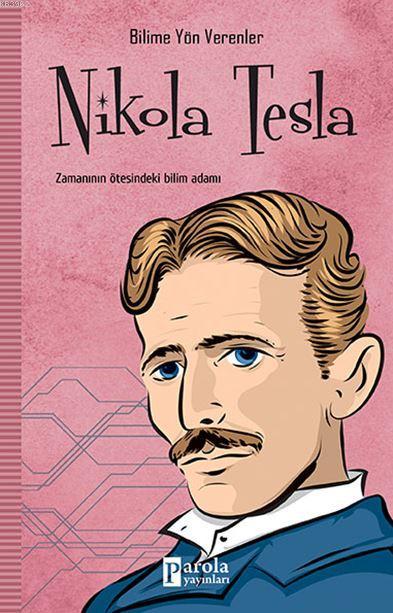 Bilime Yön Verenler
Nikola Tesla
Zamanının ötesindeki bilim adamı
Parola
yayınları